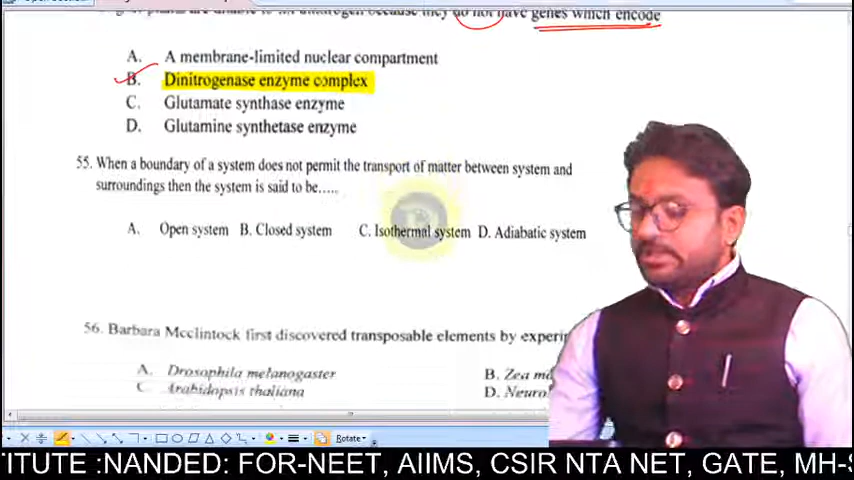 have genes which encode
A. A membrane-limited nuclear compartment
B. Dinitrogenase enzyme complex
C. Glutamate synthase enzyme
D. Glutamine synthetase enzyme
55. When a boundary of a system does not permit the transport of matter between system and
surroundings then the system is said to be.....
A. Open system B. Closed system C. Isothermal system D. Adiabatic system
56. Barbara Mcclintock first discovered transposable elements by experi
A. Drosophila melanogaster B. Zea m
C. Arabidopsis thaliana D. Neuro
Rotate
TITUTE :NANDED: FOR-NEET, AIIMS, CSIR NTA NET, GATE, MH-S